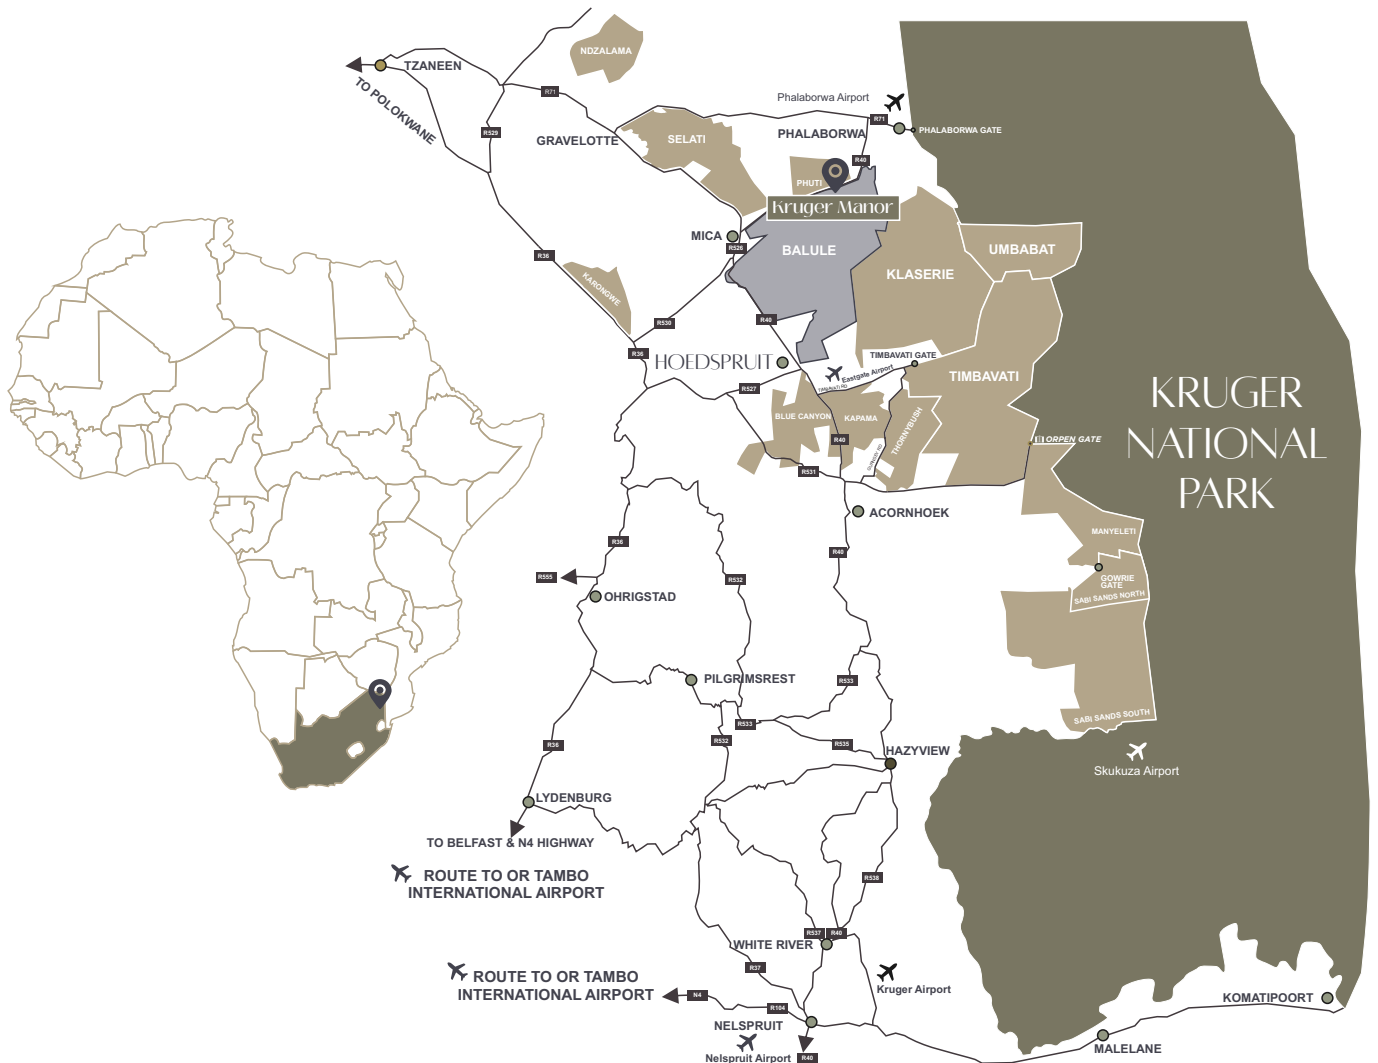 NDZALAMA
TZANEEN
TO POLOKWANE
R71
Phalaborwa Airport
R71
R529
GRAVELOTTE
SELATI
PHALABORWA
PHALABORWA GATE
R40
PHUTI
Kruger Manor
MICA
R526
BALULE
UMBABAT
KLASERIE
R36
KARONGWE
R530
R40
R36
HOEDSPRUIT
TIMBAVATI GATE
Eastgate Airport
TIMBAVATI RD
TIMBAVATI
R527
BLUE CANYON
KAPAMA
THORNYBUSH
R40
GUERNSEY RD
ORPEN GATE
KRUGER
NATIONAL
PARK
R531
ACORNHOEK
MANYELETI
R36
R40
GOWRIE
GATE
R555
R532
OHRIGSTAD
SABI SANDS NORTH
PILGRIMSREST
R533
SABI SANDS SOUTH
R533
R36
R532
R535
HAZYVIEW
Skukuza Airport
LYDENBURG
TO BELFAST & N4 HIGHWAY
ROUTE TO OR TAMBO
INTERNATIONAL AIRPORT
R538
R537
R40
WHITE RIVER
R37
ROUTE TO OR TAMBO
INTERNATIONAL AIRPORT
N4
R104
Kruger Airport
KOMATIPOORT
NELSPRUIT
MALELANE
Nelspruit Airport
R40